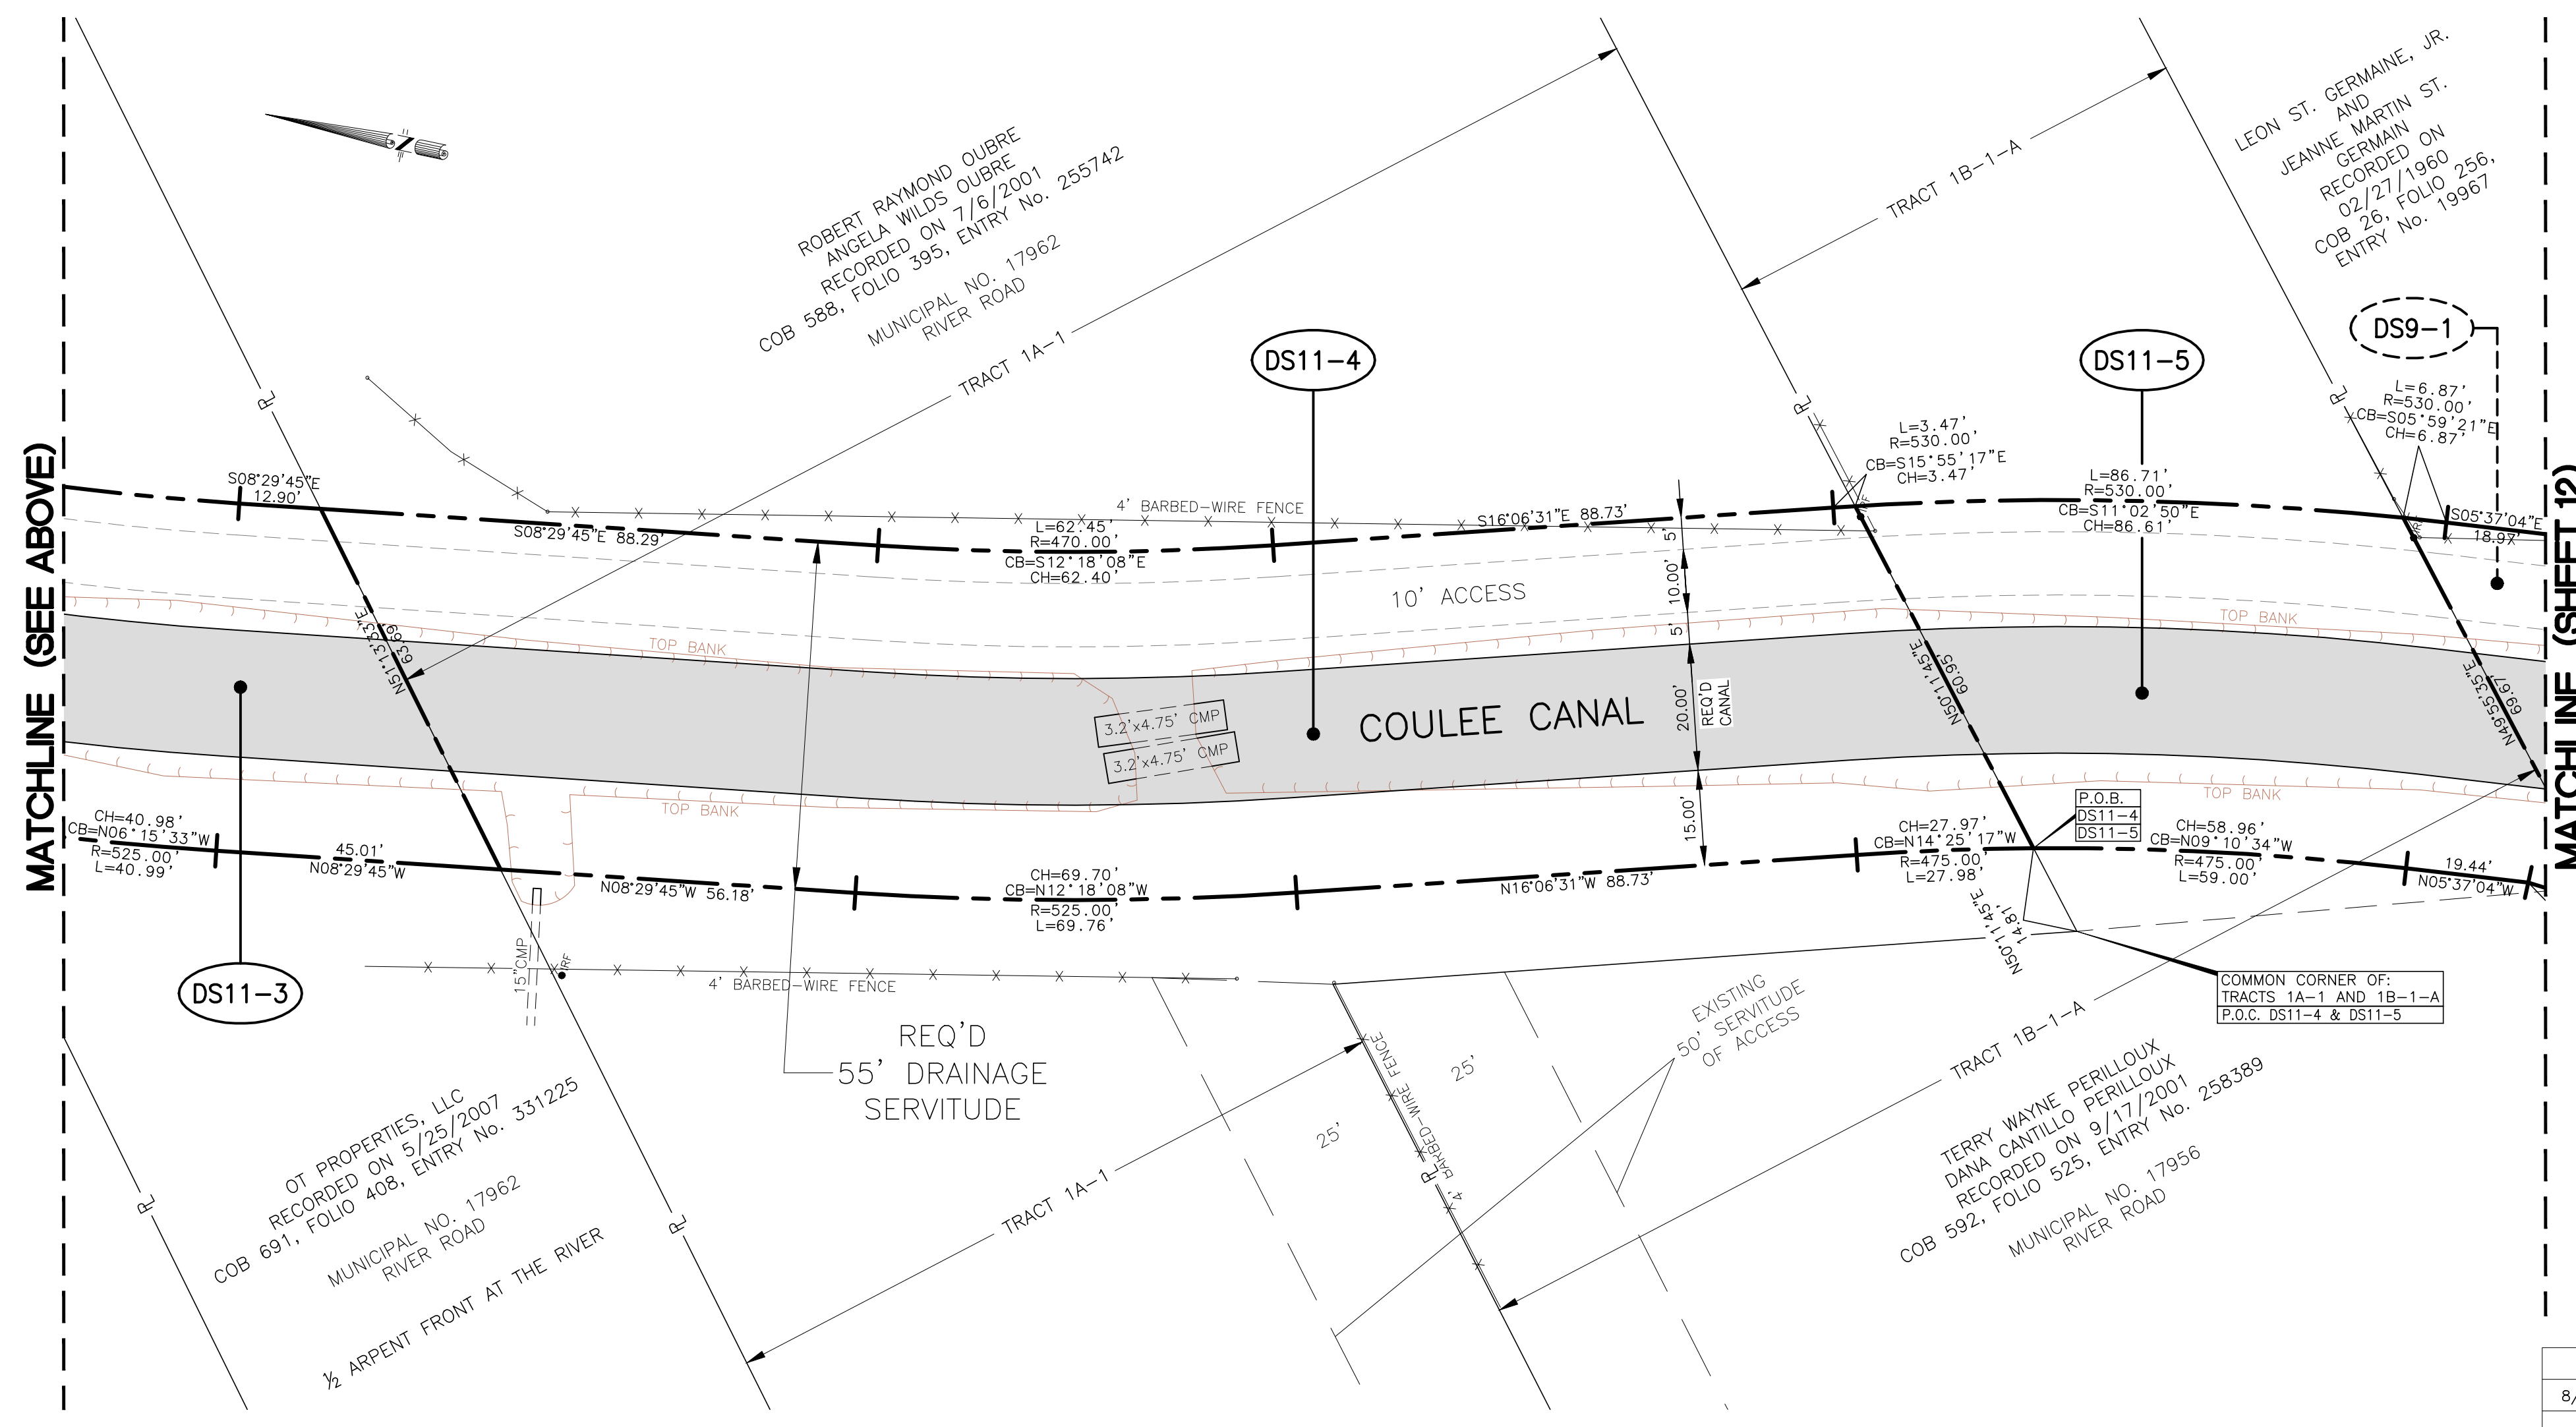 MATCHLINE (SEE ABOVE)
ROBERT RAYMOND OUBRE
ANGELA WILDS OUBRE
RECORDED ON 7/6/2001
COB 588, FOLIO 395, ENTRY No. 255742
MUNICIPAL NO. 17962
RIVER ROAD
TRACT 1A-1
TRACT 1B-1-A
LEON ST. GERMAINE, JR.
AND
JEANNE MARTIN ST.
GERMAIN
RECORDED ON
02/27/1960
COB 26, FOLIO 256,
ENTRY No. 19967
DS9-1
DS11-4
DS11-5
L=6.87'
R=530.00'
CB=S05°59'21"E
CH=6.87'
L=3.47'
R=530.00'
CB=S15°55'17"E
CH=3.47'
L=86.71'
R=530.00'
CB=S11°02'50"E
CH=86.61'
S05°37'04"E
18.97'
S08°29'45"E
12.90'
S08°29'45"E 88.29'
4' BARBED-WIRE FENCE
L=62.45'
R=470.00'
CB=S12°18'08"E
CH=62.40'
S16°06'31"E 88.73'
IRF
5'
10.00'
5'
20.00'
REQ'D
CANAL
15.00'
10' ACCESS
TOP BANK
TOP BANK
N51°13'33"E
63.69'
N50°11'45"E
60.95'
N49°55'35"E
69.67'
COULEE CANAL
3.2'x4.75' CMP
3.2'x4.75' CMP
TOP BANK
TOP BANK
P.O.B.
DS11-4
DS11-5
CH=40.98'
CB=N06°15'33"W
R=525.00'
L=40.99'
45.01'
N08°29'45"W
N08°29'45"W 56.18'
CH=69.70'
CB=N12°18'08"W
R=525.00'
L=69.76'
N16°06'31"W 88.73'
CH=27.97'
CB=N14°25'17"W
R=475.00'
L=27.98'
CH=58.96'
CB=N09°10'34"W
R=475.00'
L=59.00'
19.44'
N05°37'04"W
N50°11'45"E
14.81'
DS11-3
15"CMP
IRF
4' BARBED-WIRE FENCE
COMMON CORNER OF:
TRACTS 1A-1 AND 1B-1-A
P.O.C. DS11-4 & DS11-5
REQ'D
55' DRAINAGE
SERVITUDE
EXISTING
50' SERVITUDE
OF ACCESS
4' BARBED-WIRE FENCE
25'
25'
TRACT 1A-1
TRACT 1B-1-A
OT PROPERTIES, LLC
RECORDED ON 5/25/2007
COB 691, FOLIO 408, ENTRY No. 331225
MUNICIPAL NO. 17962
RIVER ROAD
½ ARPENT FRONT AT THE RIVER
TERRY WAYNE PERILLOUX
DANA CANTILLO PERILLOUX
RECORDED ON 9/17/2001
COB 592, FOLIO 525, ENTRY No. 258389
MUNICIPAL NO. 17956
RIVER ROAD
MATCHLINE (SHEET 12)
8/